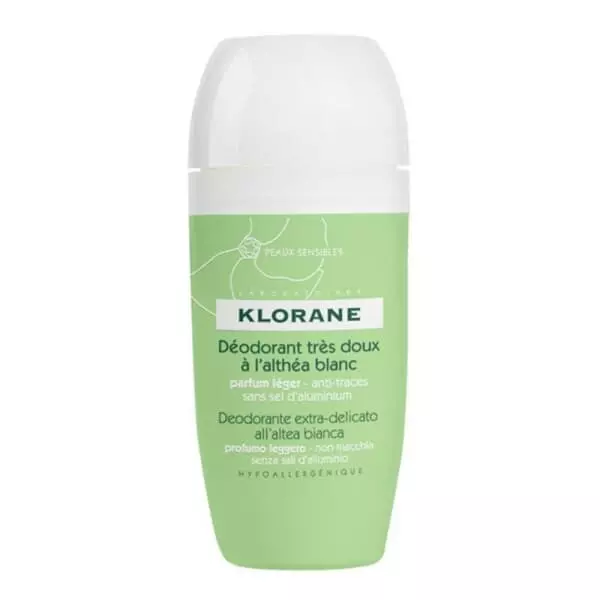 PEAUX SENSIBLES
LABORATOIRES
KLORANE
Déodorant très doux
à l'althéa blanc
parfum léger - anti-traces
sans sel d'aluminium
Deodorante extra-delicato
all'altea bianca
profumo leggero - non macchia
senza sali d'alluminio
HYPOALLERGÉNIQUE